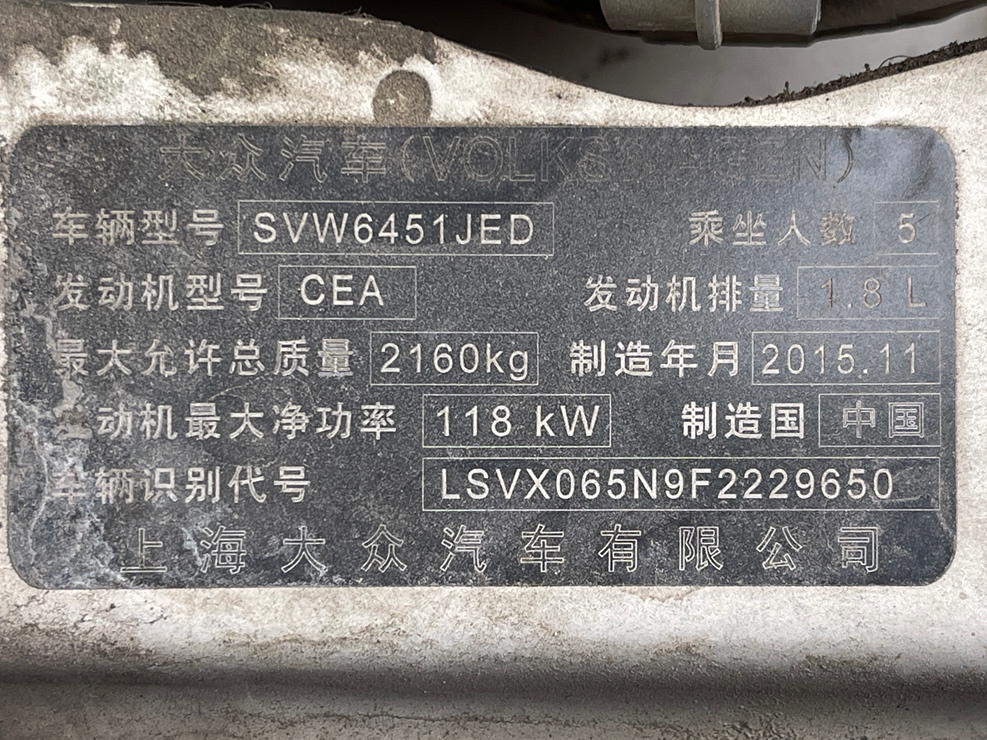 大众汽车(VOLKSWAGEN)
车辆型号 SVW6451JED 乘坐人数 5
发动机型号 CEA 发动机排量 1.8 L
最大允许总质量 2160kg 制造年月 2015.11
发动机最大净功率 118 kW 制造国 中国
车辆识别代号 LSVX065N9F2229650
上海大众汽车有限公司